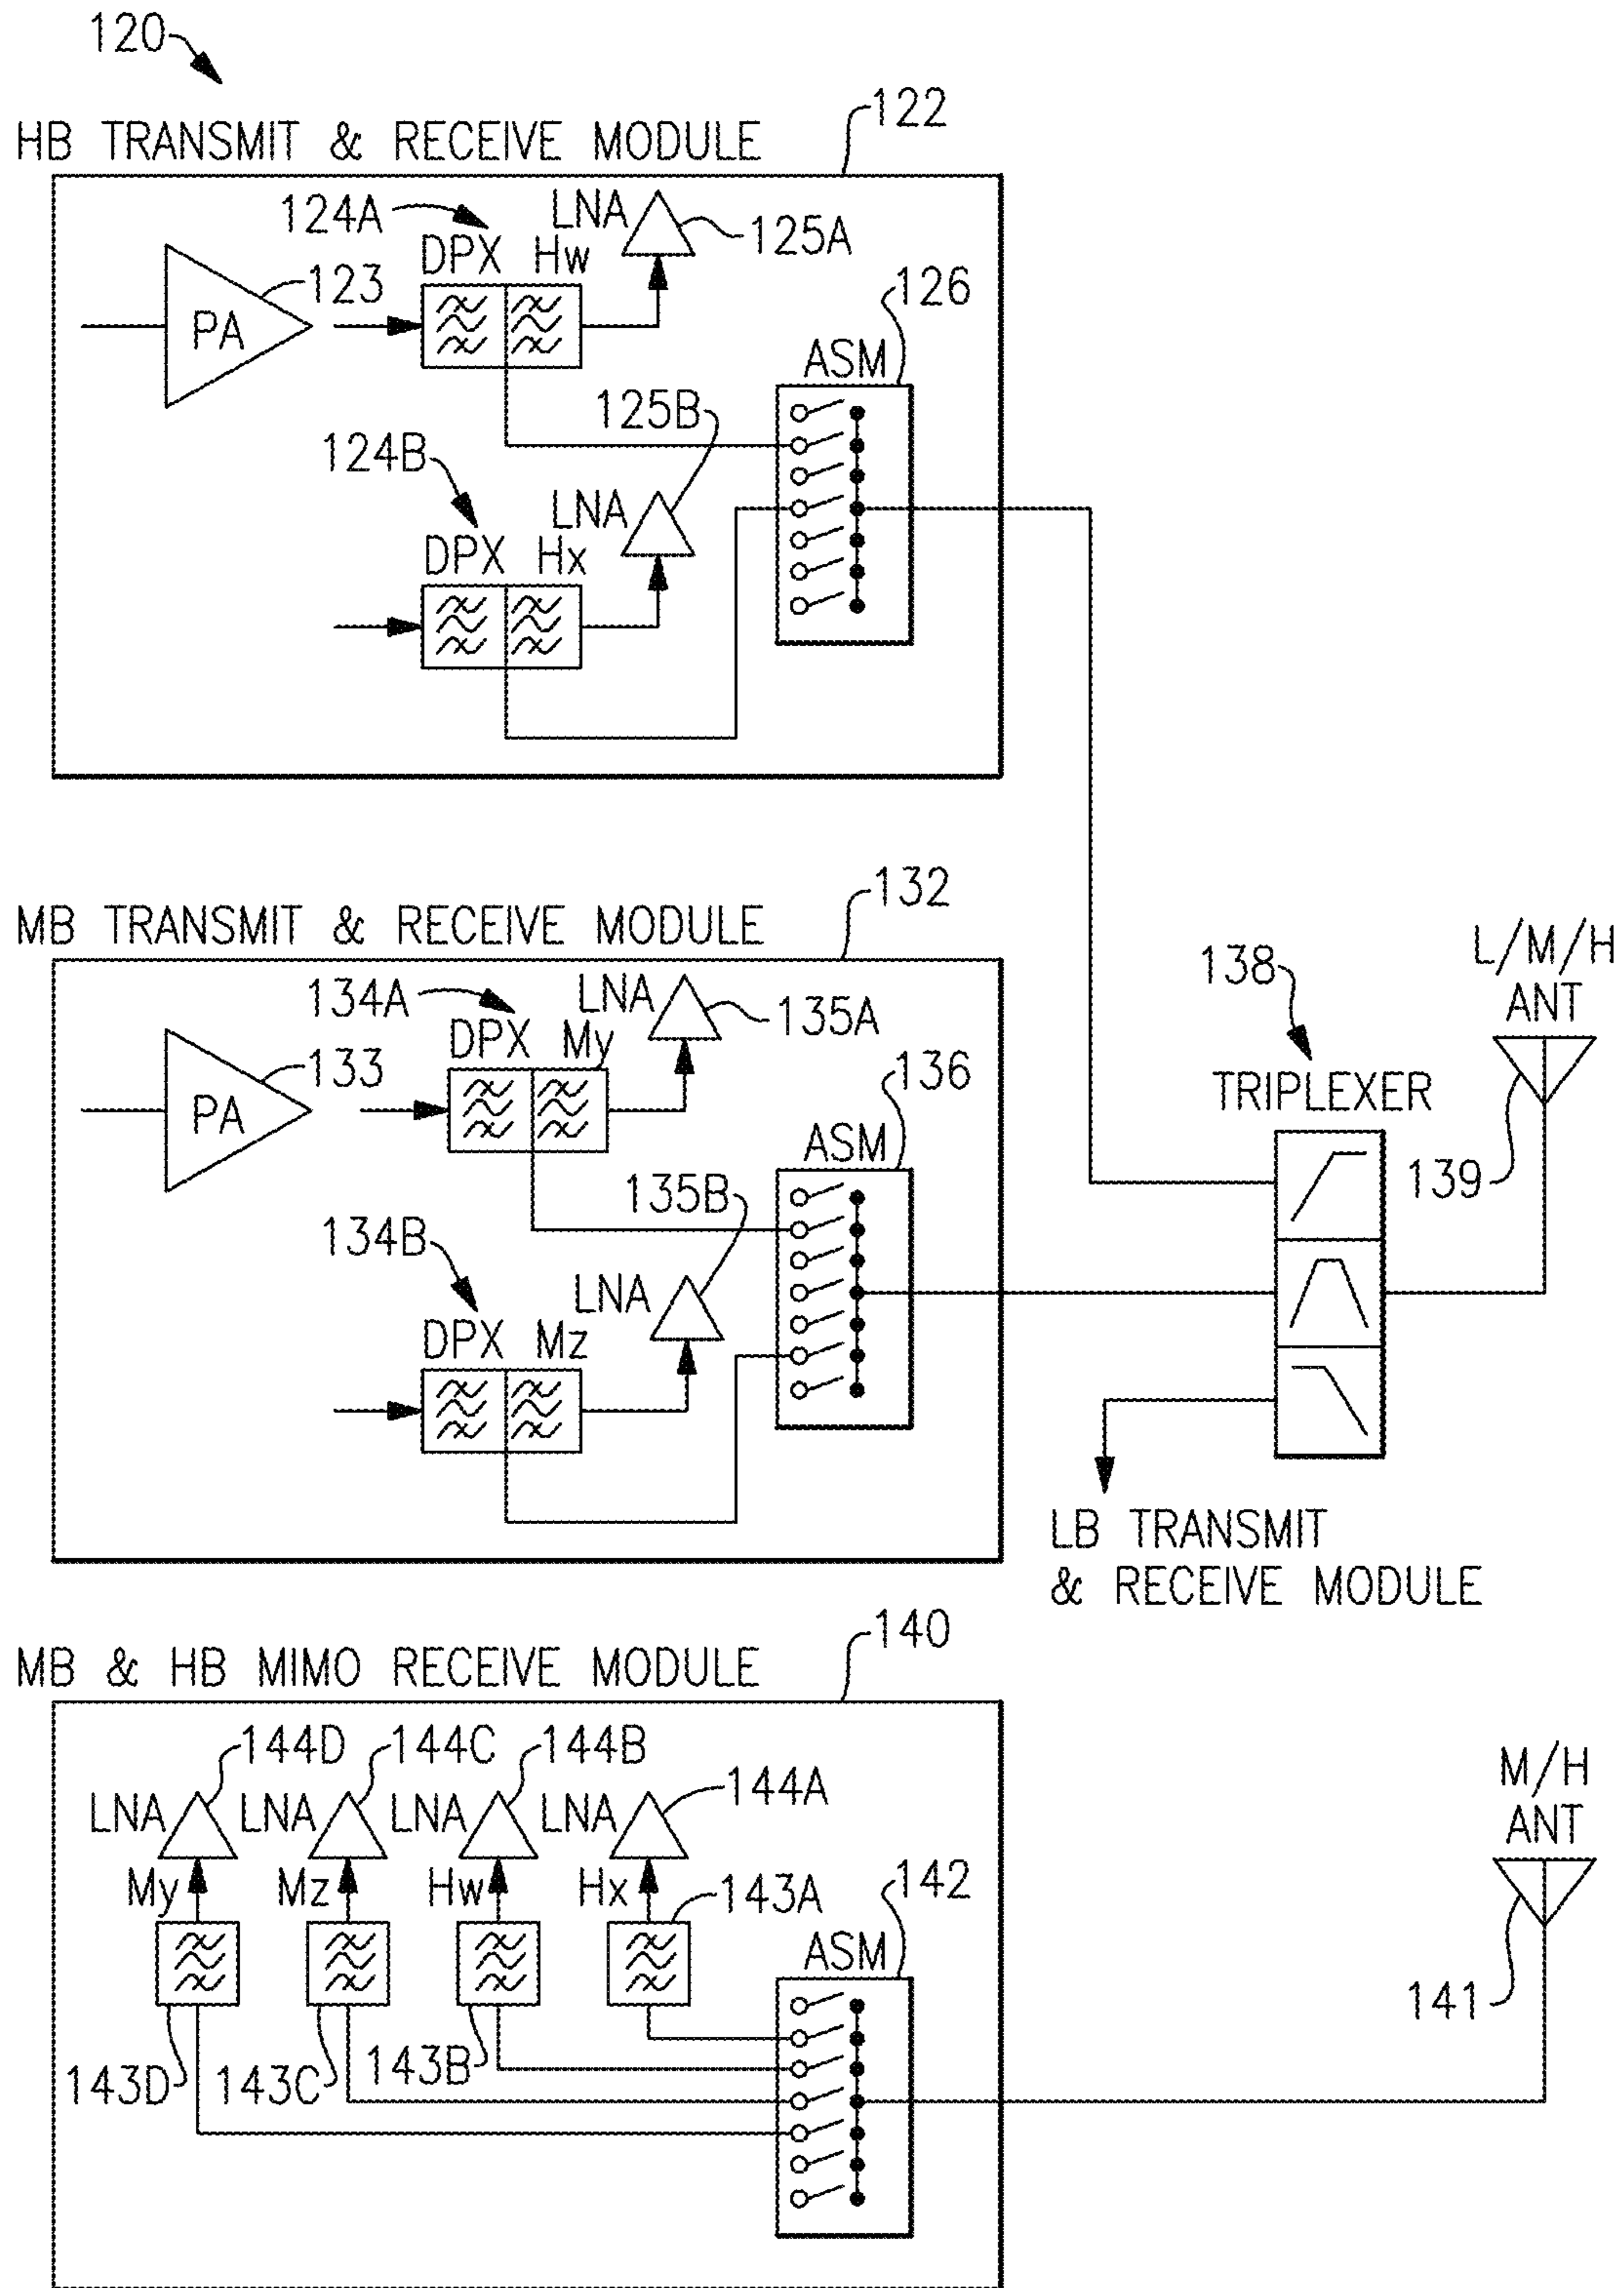 120
HB TRANSMIT & RECEIVE MODULE
122
124A
LNA
125A
DPX Hw
123
PA
126
ASM
125B
124B
LNA
DPX Hx
MB TRANSMIT & RECEIVE MODULE
132
134A
LNA
135A
DPX My
133
PA
136
ASM
135B
134B
LNA
DPX Mz
138
TRIPLEXER
L/M/H
ANT
139
LB TRANSMIT
& RECEIVE MODULE
MB & HB MIMO RECEIVE MODULE
140
144D
144C
144B
144A
LNA
LNA
LNA
LNA
My
Mz
Hw
Hx
143A
142
ASM
143D
143C
143B
M/H
ANT
141